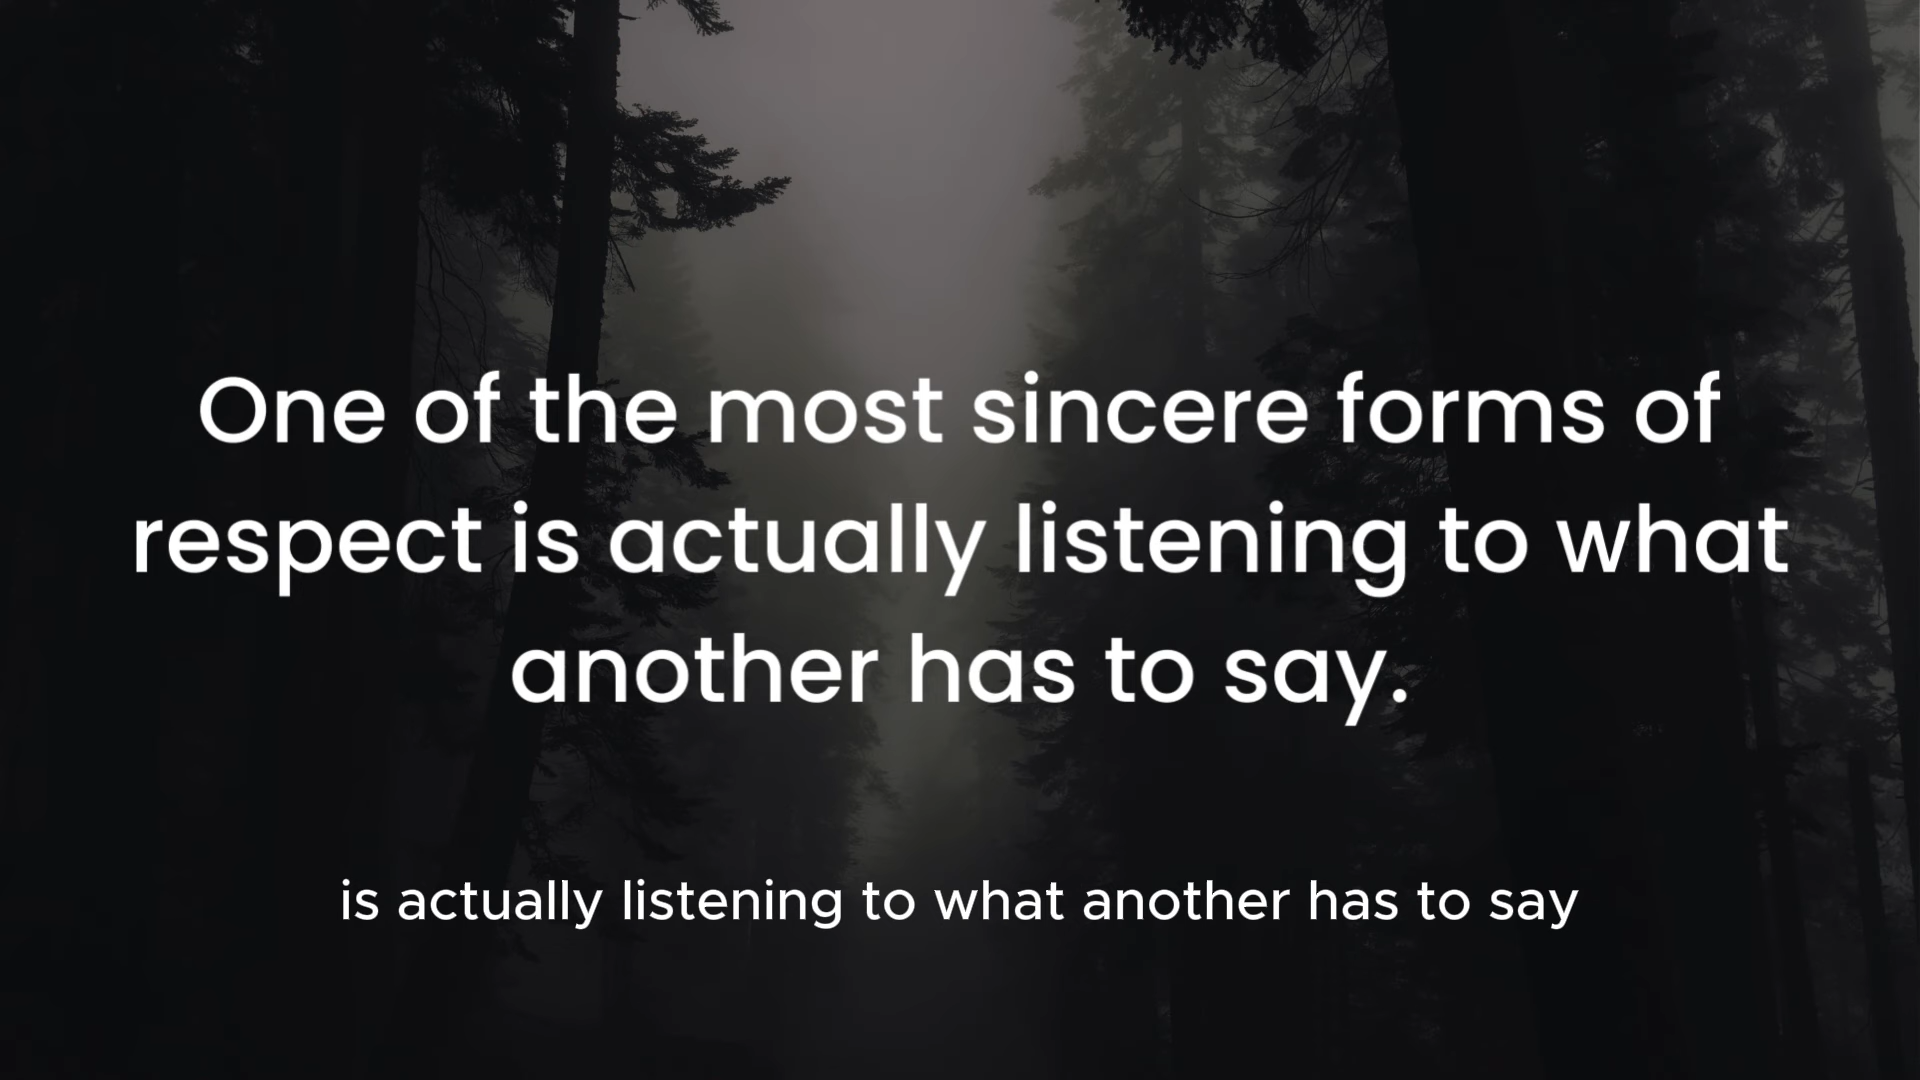 One of the most sincere forms of
respect is actually listening to what
another has to say.
is actually listening to what another has to say